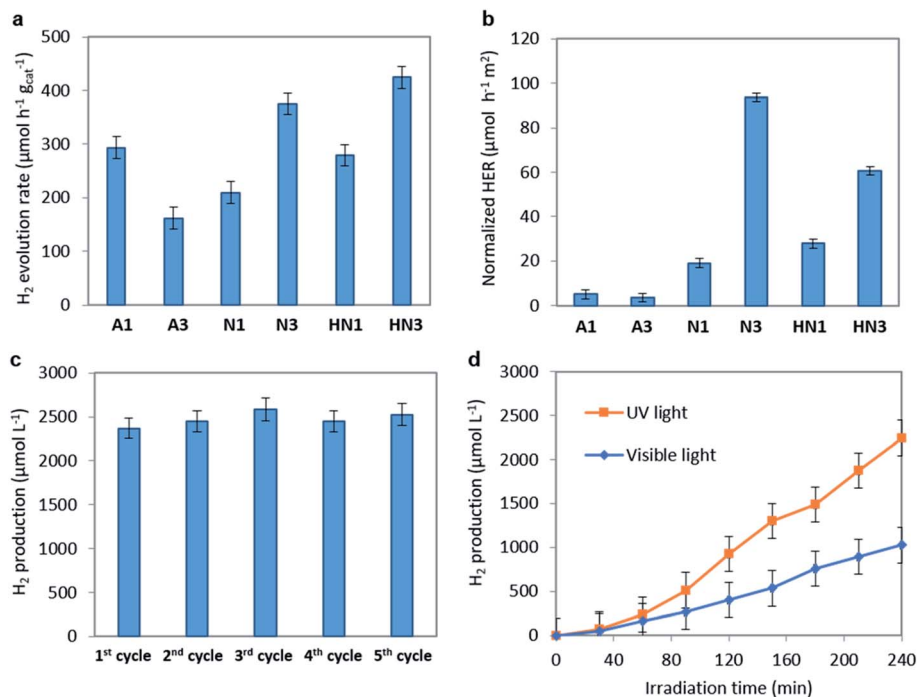 a
H₂ evolution rate (µmol h⁻¹ g_cat⁻¹)
500
400
300
200
100
0
A1 A3 N1 N3 HN1 HN3
b
Normalized HER (µmol h⁻¹ m²)
120
100
80
60
40
20
0
A1 A3 N1 N3 HN1 HN3
c
H₂ production (µmol L⁻¹)
3000
2500
2000
1500
1000
500
0
1ˢᵗ cycle 2ⁿᵈ cycle 3ʳᵈ cycle 4ᵗʰ cycle 5ᵗʰ cycle
d
H₂ production (µmol L⁻¹)
3000
2500
2000
1500
1000
500
0
UV light
Visible light
0 40 80 120 160 200 240
Irradiation time (min)